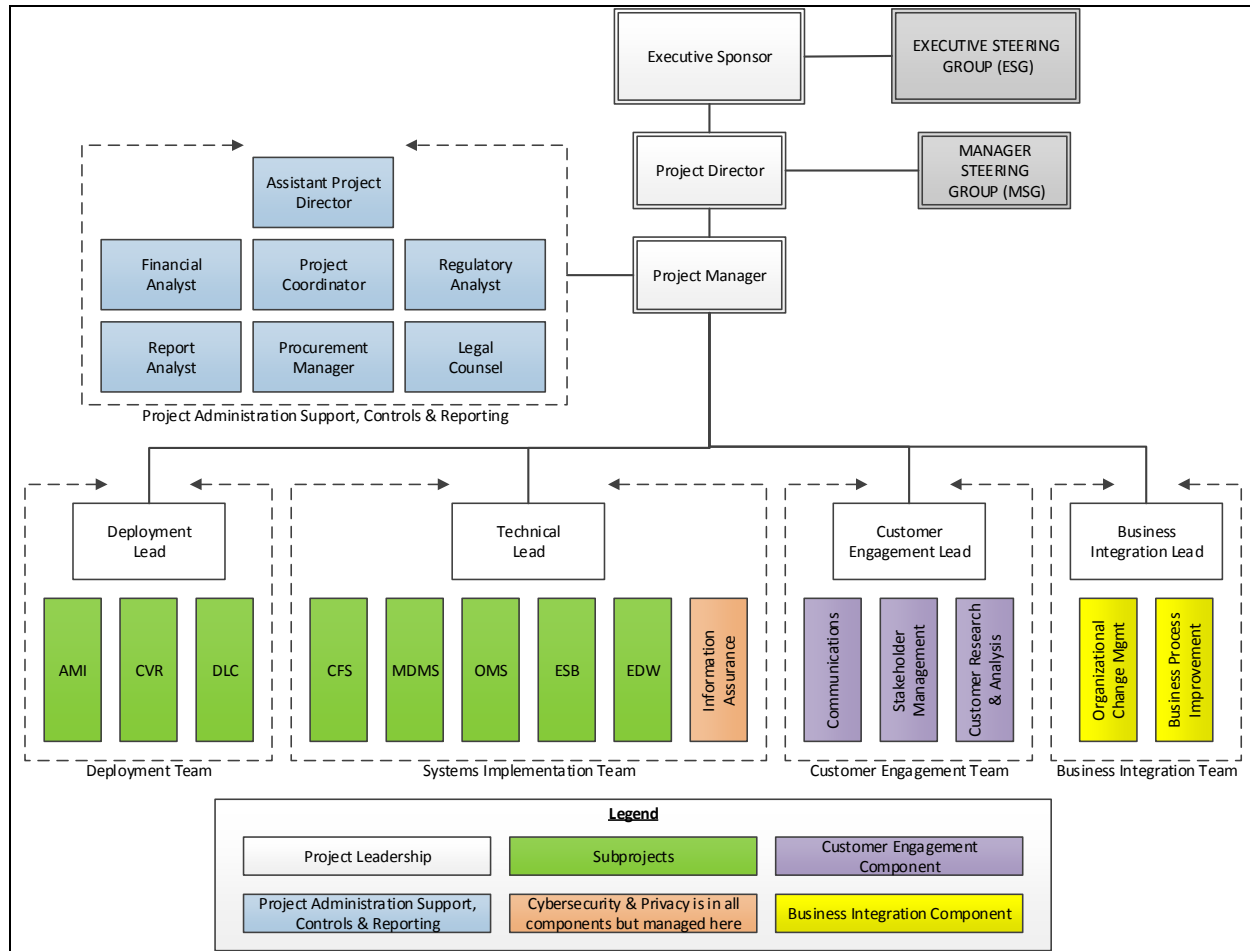 Executive Sponsor
EXECUTIVE STEERING
GROUP (ESG)
Project Director
MANAGER
STEERING
GROUP (MSG)
Project Manager
Assistant Project
Director
Financial
Analyst
Project
Coordinator
Regulatory
Analyst
Report
Analyst
Procurement
Manager
Legal
Counsel
Project Administration Support, Controls & Reporting
Deployment
Lead
AMI
CVR
DLC
Deployment Team
Technical
Lead
CFS
MDMS
OMS
ESB
EDW
Information
Assurance
Systems Implementation Team
Customer
Engagement Lead
Communications
Stakeholder
Management
Customer Research
& Analysis
Customer Engagement Team
Business
Integration Lead
Organizational
Change Mgmt
Business Process
Improvement
Business Integration Team
Legend
Project Leadership
Subprojects
Customer Engagement
Component
Project Administration Support,
Controls & Reporting
Cybersecurity & Privacy is in all
components but managed here
Business Integration Component